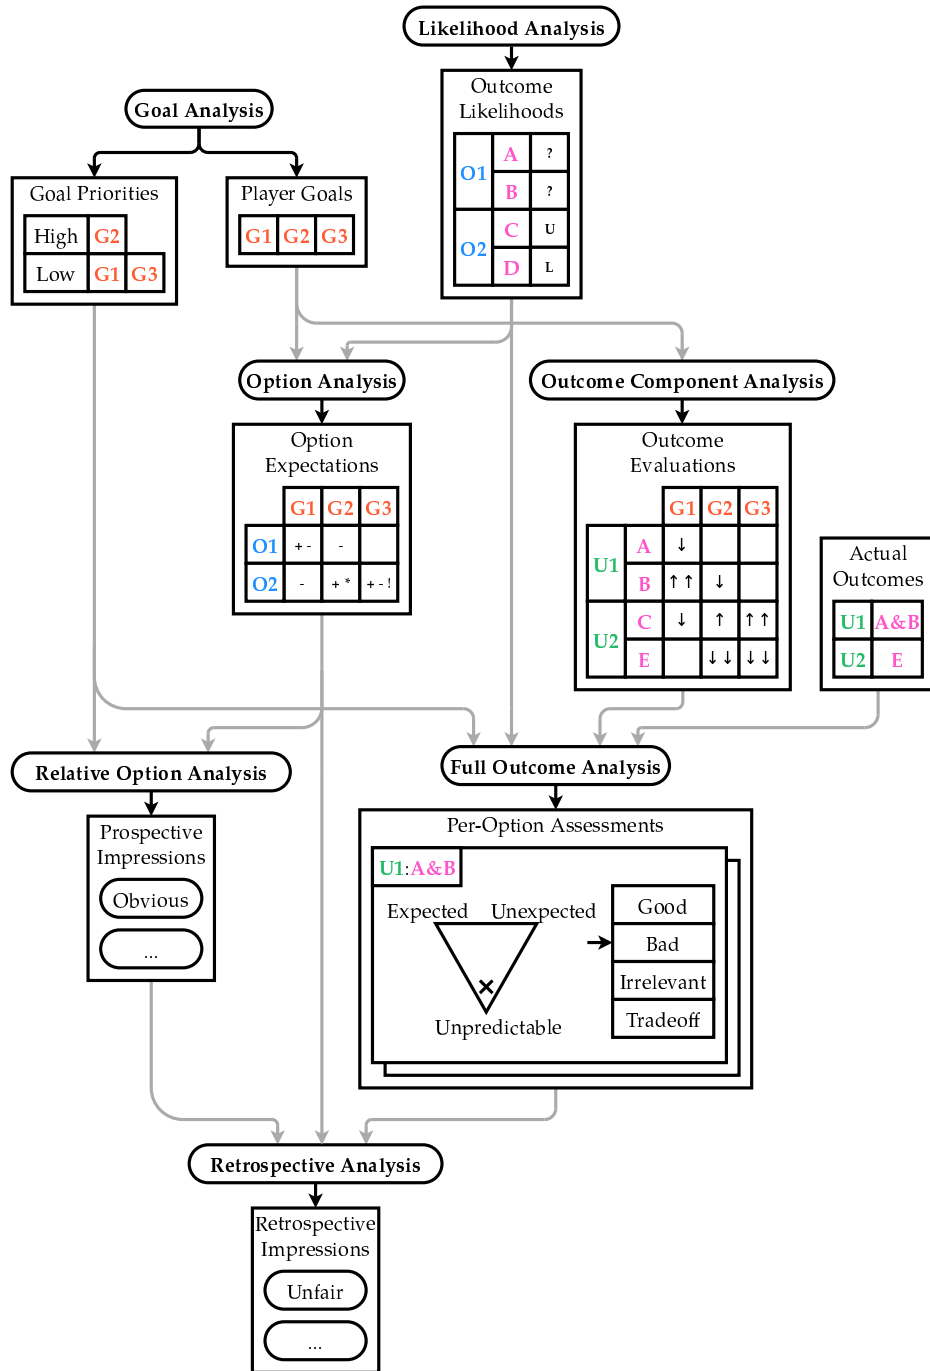 Likelihood Analysis
Outcome
Likelihoods
O1 A ?
B ?
O2 C U
D L
Goal Analysis
Goal Priorities
High G2
Low G1 G3
Player Goals
G1 G2 G3
Option Analysis
Option
Expectations
G1 G2 G3
O1 + - -
O2 - + * + - !
Outcome Component Analysis
Outcome
Evaluations
G1 G2 G3
U1 A ↓
B ↑↑ ↓
U2 C ↓ ↑ ↑↑
E ↓↓ ↓↓
Actual
Outcomes
U1 A&B
U2 E
Relative Option Analysis
Prospective
Impressions
Obvious
...
Full Outcome Analysis
Per-Option Assessments
U1:A&B
Expected Unexpected
Unpredictable
Good
Bad
Irrelevant
Tradeoff
Retrospective Analysis
Retrospective
Impressions
Unfair
...